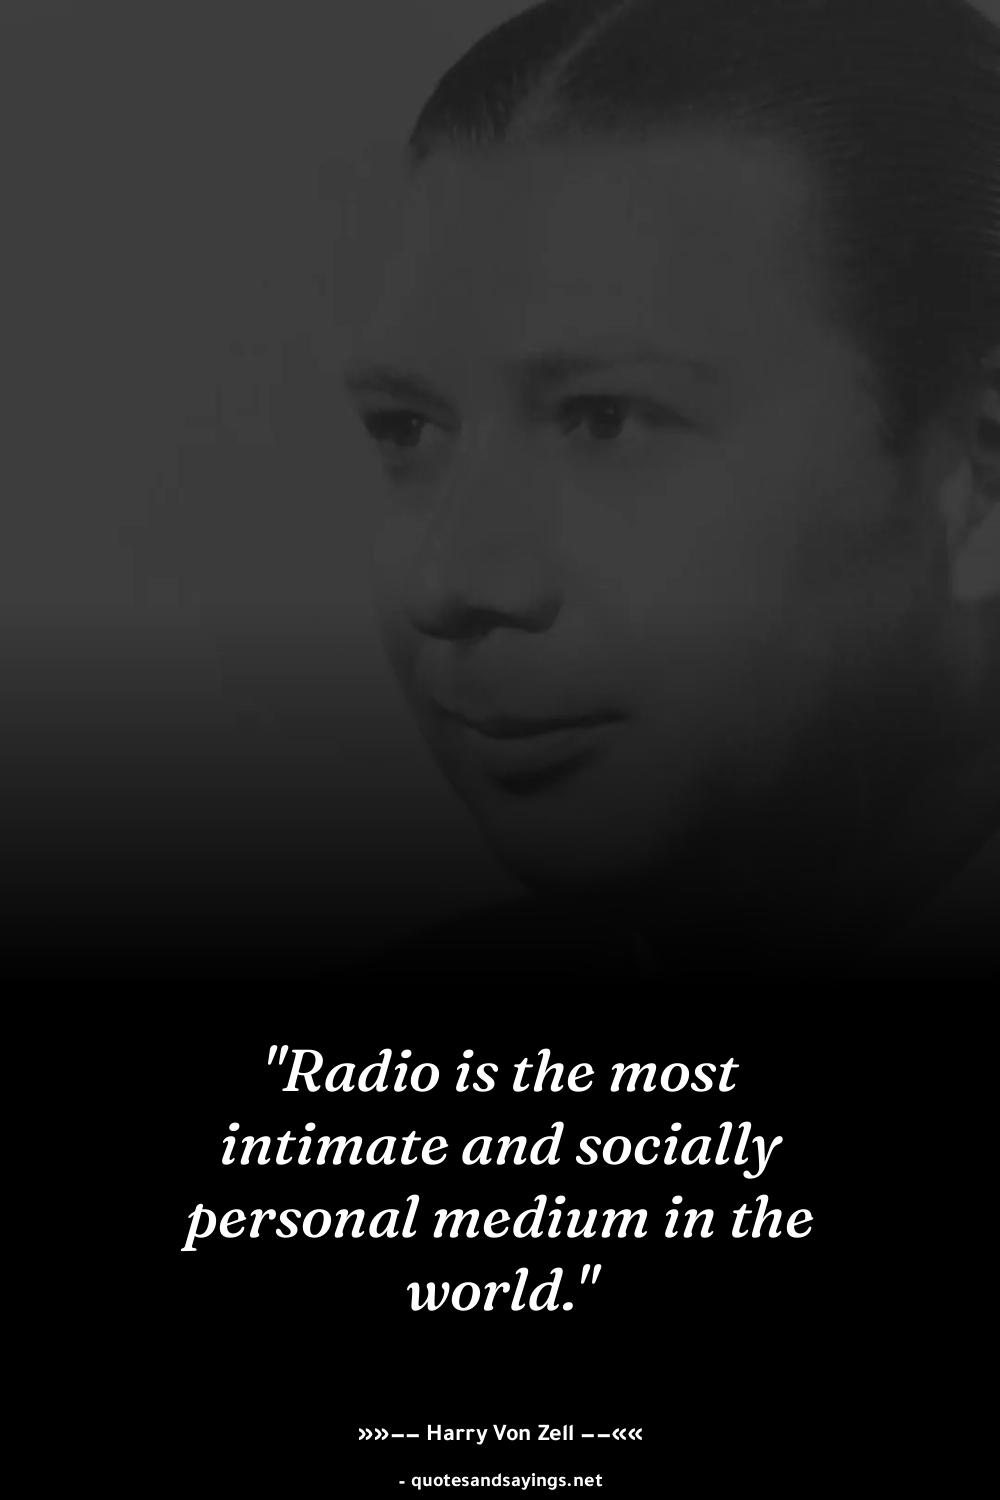 "Radio is the most
intimate and socially
personal medium in the
world."
»»–– Harry Von Zell ––««
- quotesandsayings.net